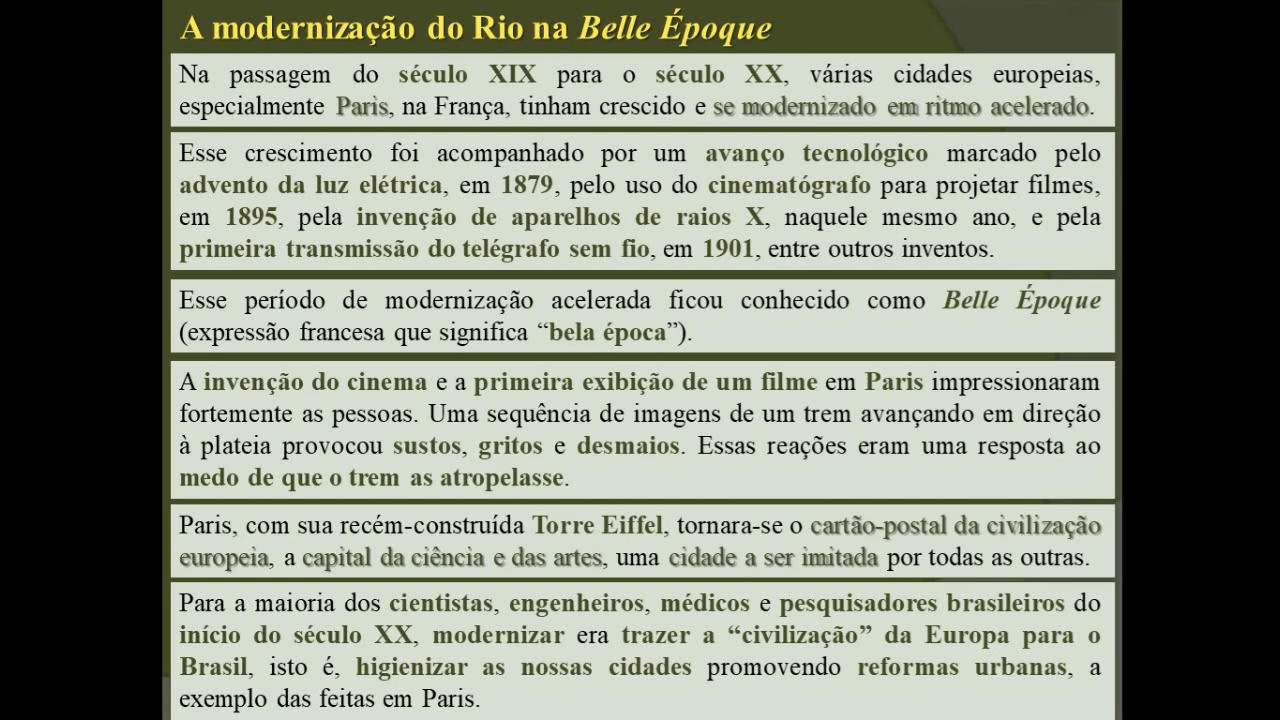 A modernização do Rio na Belle Époque
Na passagem do século XIX para o século XX, várias cidades europeias,
especialmente Paris, na França, tinham crescido e se modernizado em ritmo acelerado.
Esse crescimento foi acompanhado por um avanço tecnológico marcado pelo
advento da luz elétrica, em 1879, pelo uso do cinematógrafo para projetar filmes,
em 1895, pela invenção de aparelhos de raios X, naquele mesmo ano, e pela
primeira transmissão do telégrafo sem fio, em 1901, entre outros inventos.
Esse período de modernização acelerada ficou conhecido como Belle Époque
(expressão francesa que significa “bela época”).
A invenção do cinema e a primeira exibição de um filme em Paris impressionaram
fortemente as pessoas. Uma sequência de imagens de um trem avançando em direção
à plateia provocou sustos, gritos e desmaios. Essas reações eram uma resposta ao
medo de que o trem as atropelasse.
Paris, com sua recém-construída Torre Eiffel, tornara-se o cartão-postal da civilização
europeia, a capital da ciência e das artes, uma cidade a ser imitada por todas as outras.
Para a maioria dos cientistas, engenheiros, médicos e pesquisadores brasileiros do
início do século XX, modernizar era trazer a “civilização” da Europa para o
Brasil, isto é, higienizar as nossas cidades promovendo reformas urbanas, a
exemplo das feitas em Paris.